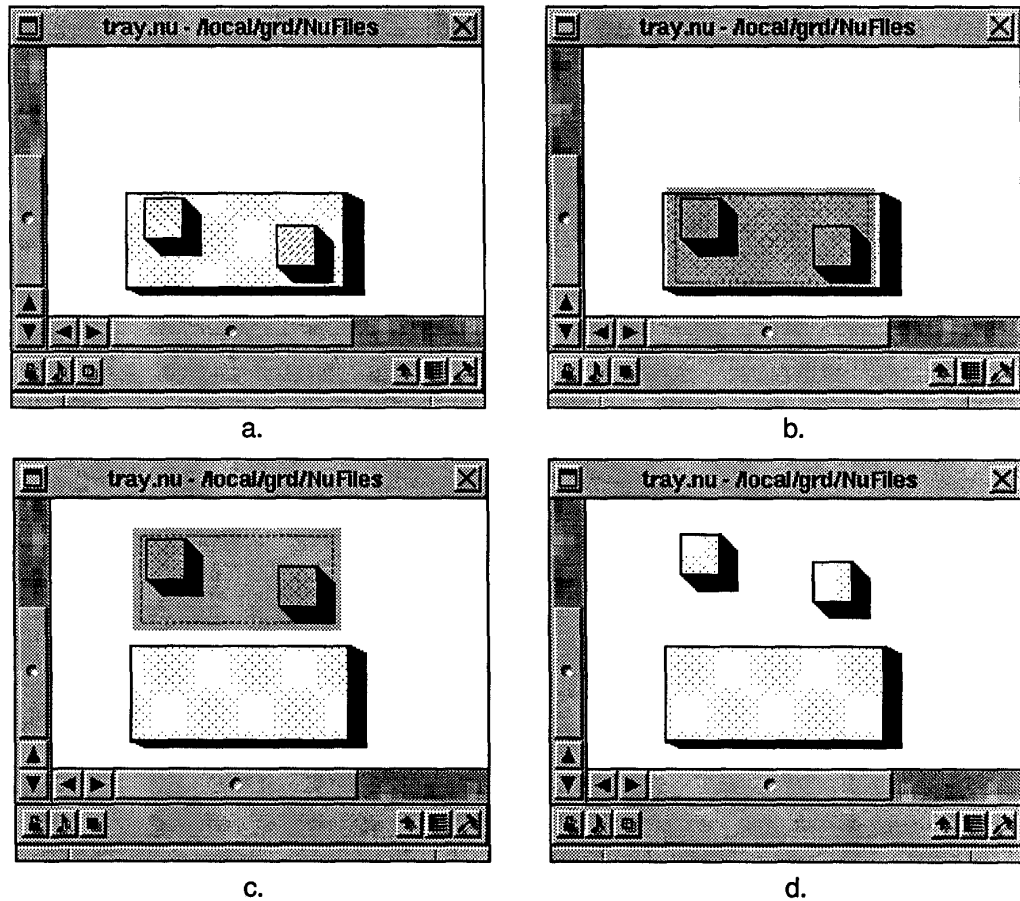 tray.nu - /local/grd/NuFiles
tray.nu - /local/grd/NuFiles
a.
b.
tray.nu - /local/grd/NuFiles
tray.nu - /local/grd/NuFiles
c.
d.